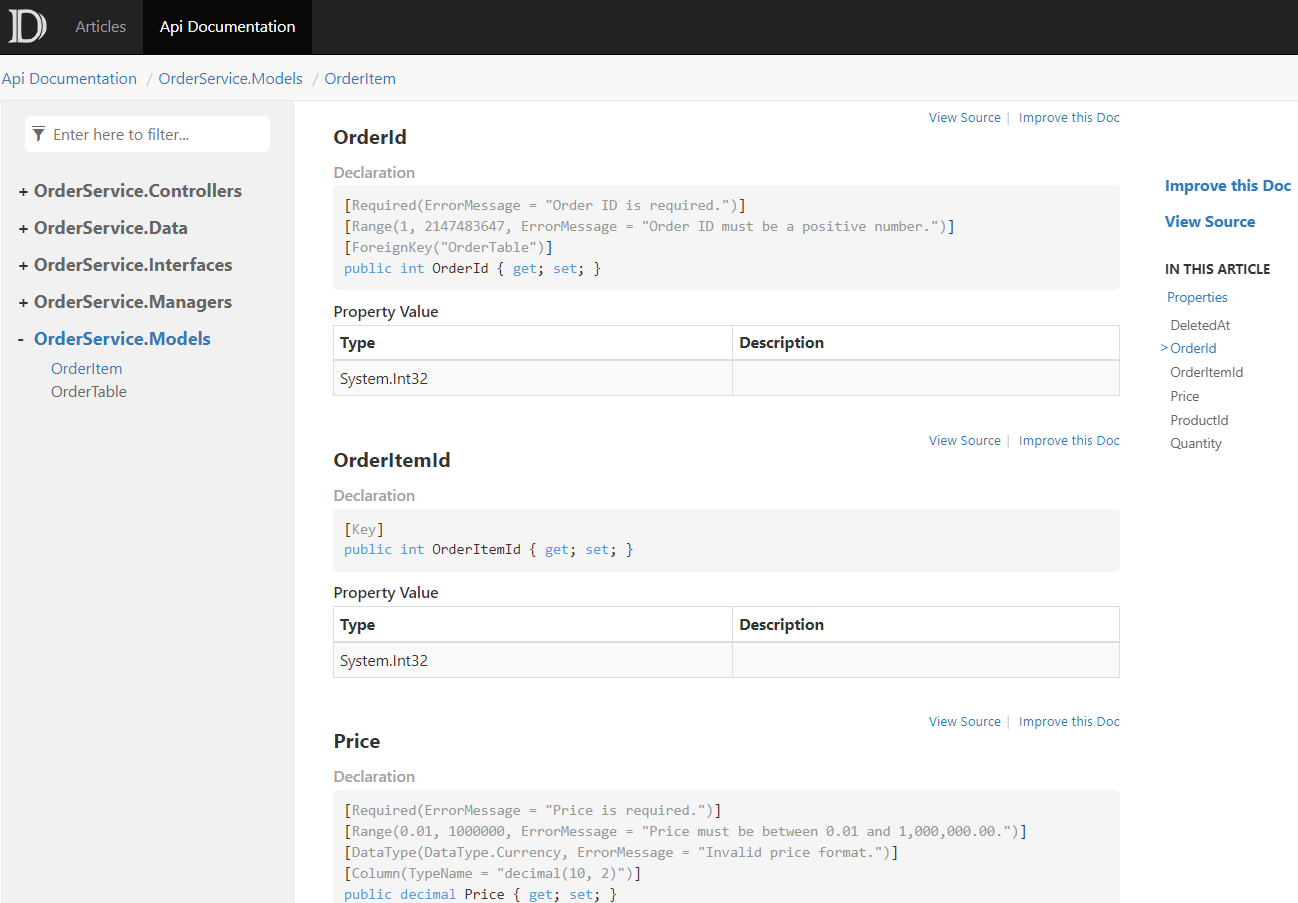 Articles
Api Documentation
Api Documentation / OrderService.Models / OrderItem
Enter here to filter...
+ OrderService.Controllers
+ OrderService.Data
+ OrderService.Interfaces
+ OrderService.Managers
- OrderService.Models
OrderItem
OrderTable
View Source | Improve this Doc
OrderId
Declaration
[Required(ErrorMessage = "Order ID is required.")]
[Range(1, 2147483647, ErrorMessage = "Order ID must be a positive number.")]
[ForeignKey("OrderTable")]
public int OrderId { get; set; }
Property Value
Type Description
System.Int32
View Source | Improve this Doc
OrderItemId
Declaration
[Key]
public int OrderItemId { get; set; }
Property Value
Type Description
System.Int32
View Source | Improve this Doc
Price
Declaration
[Required(ErrorMessage = "Price is required.")]
[Range(0.01, 1000000, ErrorMessage = "Price must be between 0.01 and 1,000,000.00.")]
[DataType(DataType.Currency, ErrorMessage = "Invalid price format.")]
[Column(TypeName = "decimal(10, 2)")]
public decimal Price { get; set; }
Improve this Doc
View Source
IN THIS ARTICLE
Properties
DeletedAt
> OrderId
OrderItemId
Price
ProductId
Quantity